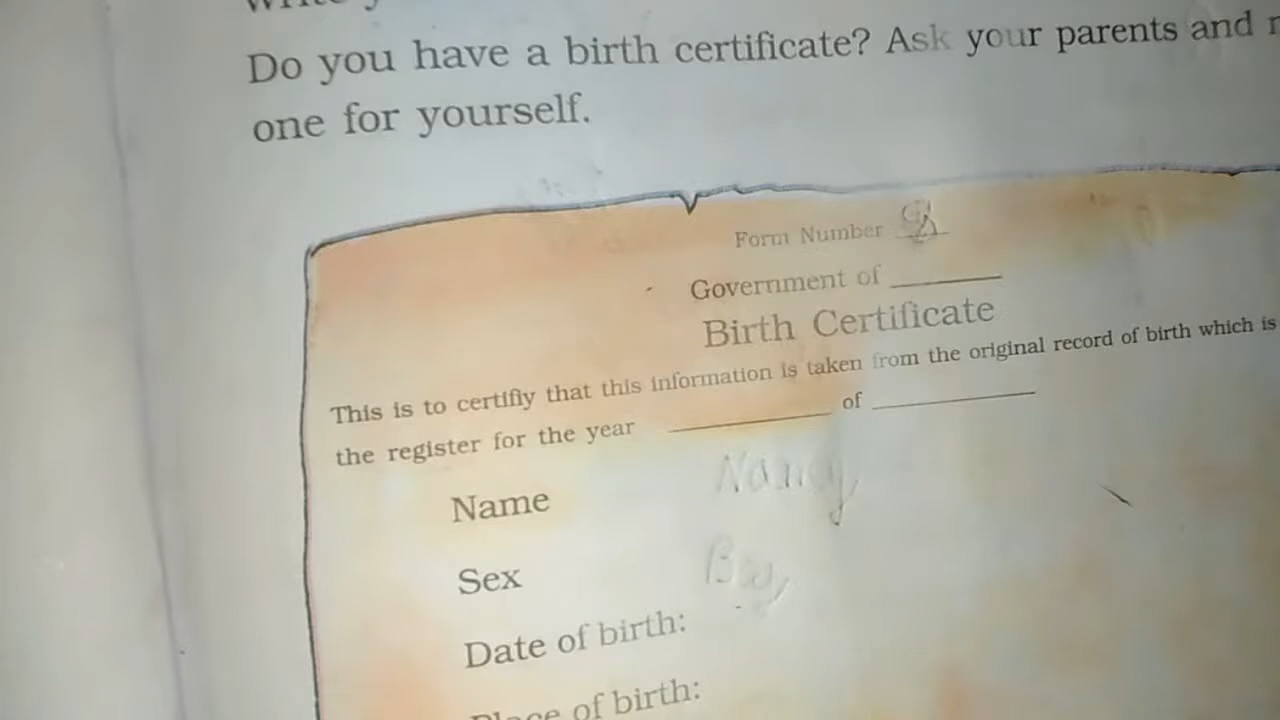 Do you have a birth certificate? Ask your parents and
one for yourself.
Form Number
Government of
Birth Certificate
This is to certifiy that this information is taken from the original record of birth which is
the register for the year of
Name Nancy
Sex Boy
Date of birth:
Place of birth: